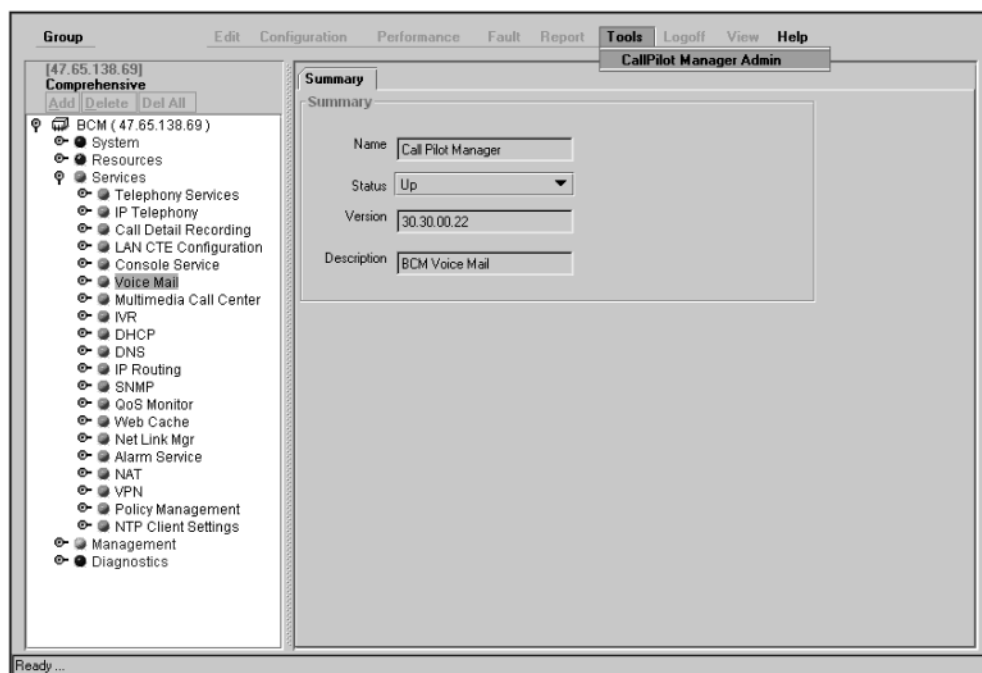 Group Edit Configuration Performance Fault Report Tools Logoff View Help
CallPilot Manager Admin
[47.65.138.69]
Comprehensive
Add Delete Del All
BCM ( 47.65.138.69 )
System
Resources
Services
Telephony Services
IP Telephony
Call Detail Recording
LAN CTE Configuration
Console Service
Voice Mail
Multimedia Call Center
IVR
DHCP
DNS
IP Routing
SNMP
QoS Monitor
Web Cache
Net Link Mgr
Alarm Service
NAT
VPN
Policy Management
NTP Client Settings
Management
Diagnostics
Summary
Summary
Name Call Pilot Manager
Status Up
Version 30.30.00.22
Description BCM Voice Mail
Ready ...